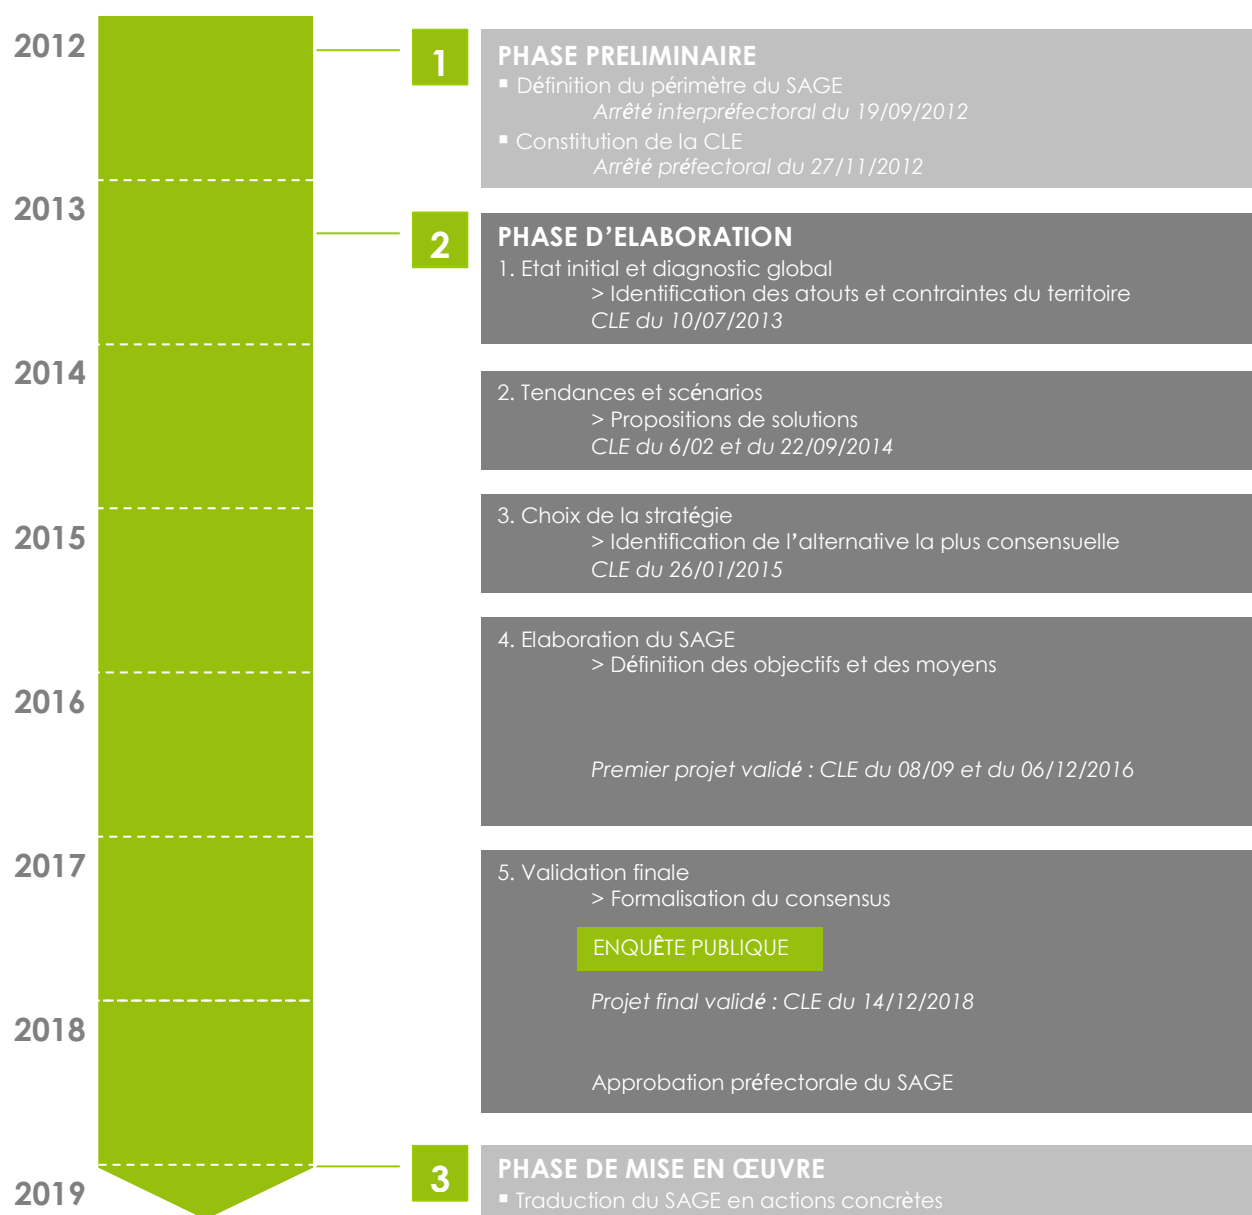 2012
1
PHASE PRELIMINAIRE
▪ Définition du périmètre du SAGE
Arrêté interpréfectoral du 19/09/2012
▪ Constitution de la CLE
Arrêté préfectoral du 27/11/2012
2013
2
PHASE D’ELABORATION
1. Etat initial et diagnostic global
> Identification des atouts et contraintes du territoire
CLE du 10/07/2013
2014
2. Tendances et scénarios
> Propositions de solutions
CLE du 6/02 et du 22/09/2014
2015
3. Choix de la stratégie
> Identification de l’alternative la plus consensuelle
CLE du 26/01/2015
4. Elaboration du SAGE
> Définition des objectifs et des moyens
2016
Premier projet validé : CLE du 08/09 et du 06/12/2016
2017
5. Validation finale
> Formalisation du consensus
ENQUÊTE PUBLIQUE
Projet final validé : CLE du 14/12/2018
2018
Approbation préfectorale du SAGE
3
PHASE DE MISE EN ŒUVRE
2019
▪ Traduction du SAGE en actions concrètes